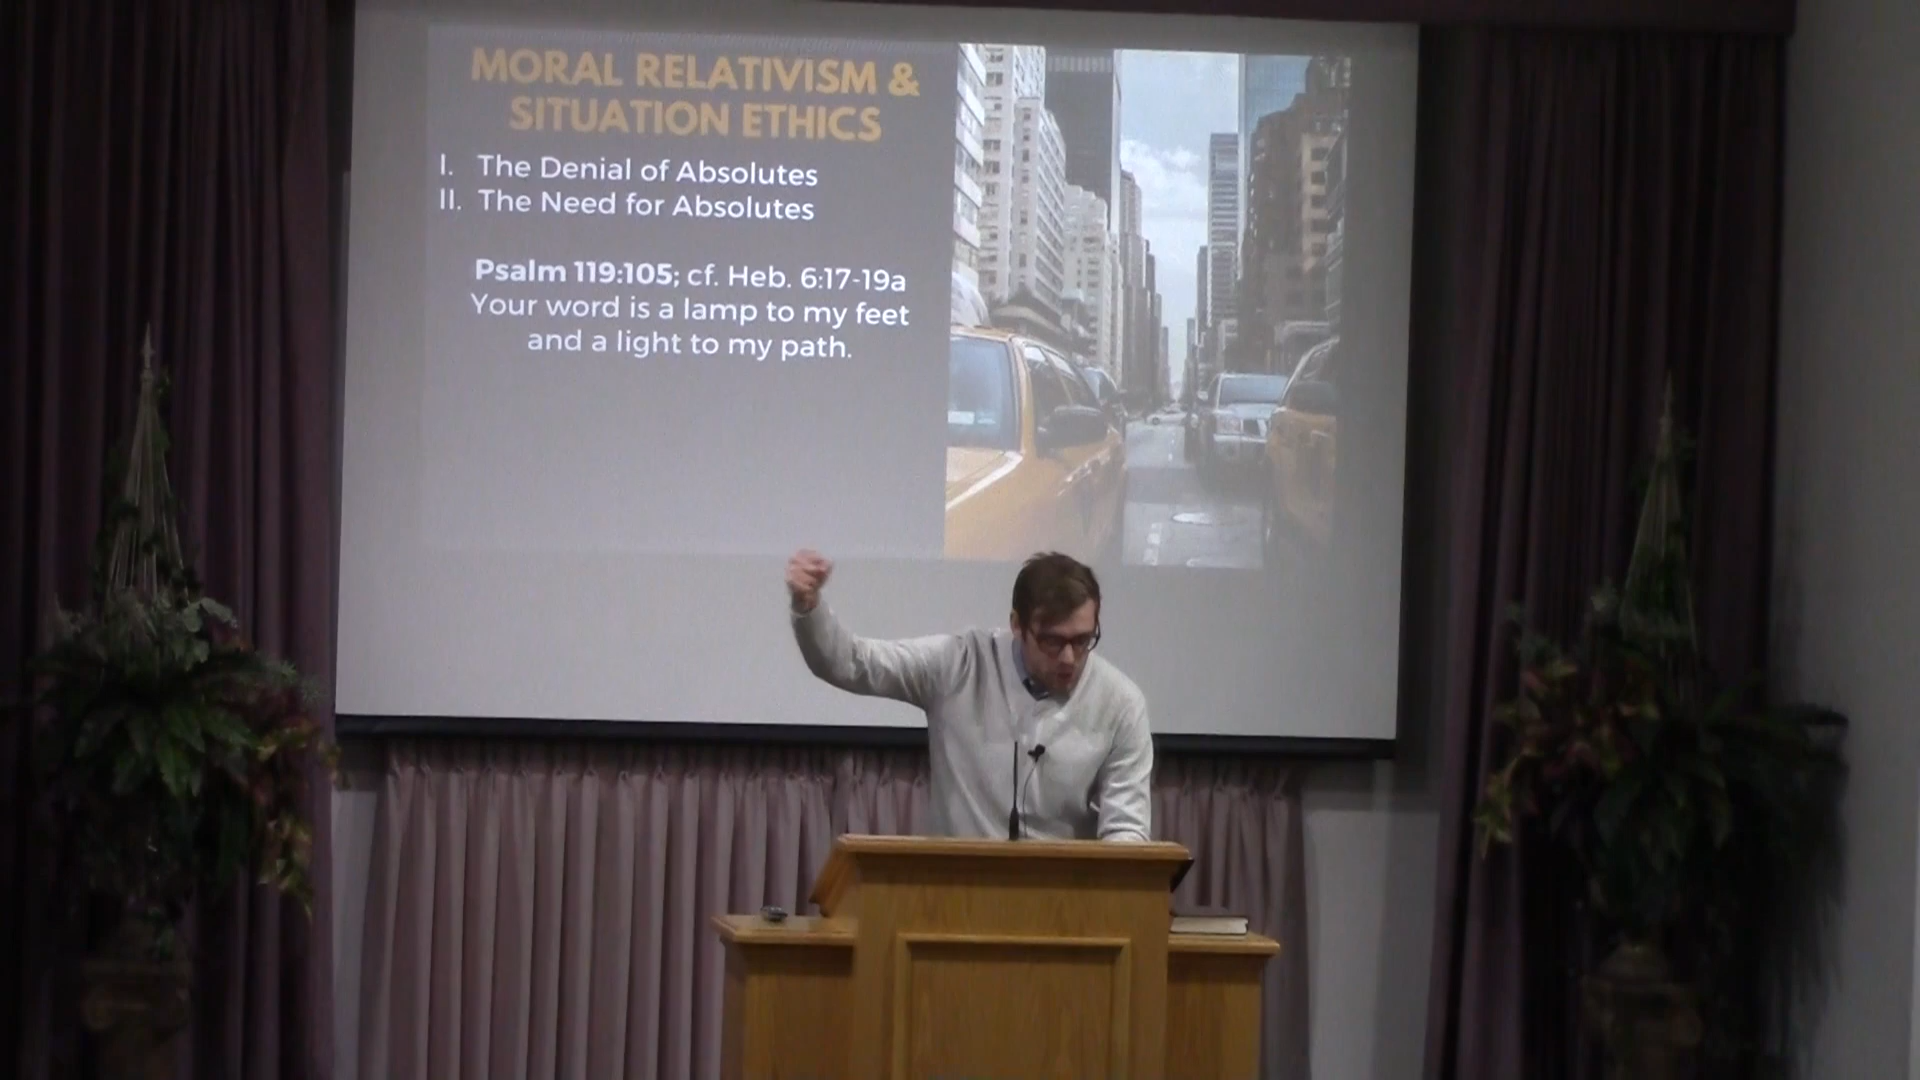 MORAL RELATIVISM &
SITUATION ETHICS
I. The Denial of Absolutes
II. The Need for Absolutes
Psalm 119:105; cf. Heb. 6:17-19a
Your word is a lamp to my feet
and a light to my path.